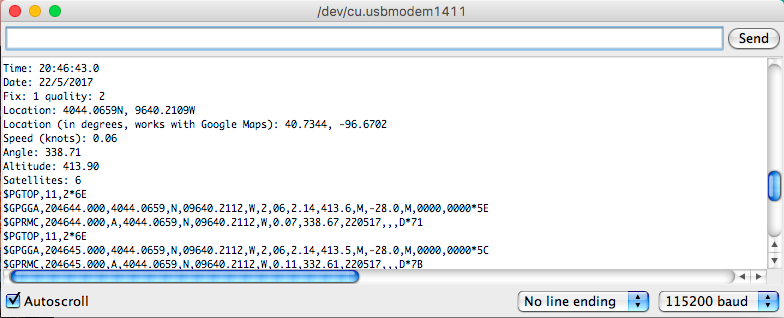 /dev/cu.usbmodem1411
Send
Time: 20:46:43.0
Date: 22/5/2017
Fix: 1 quality: 2
Location: 4044.0659N, 9640.2109W
Location (in degrees, works with Google Maps): 40.7344, -96.6702
Speed (knots): 0.06
Angle: 338.71
Altitude: 413.90
Satellites: 6
$PGTOP,11,2*6E
$GPGGA,204644.000,4044.0659,N,09640.2112,W,2,06,2.14,413.6,M,-28.0,M,0000,0000*5E
$GPRMC,204644.000,A,4044.0659,N,09640.2112,W,0.07,338.67,220517,,,D*71
$PGTOP,11,2*6E
$GPGGA,204645.000,4044.0659,N,09640.2112,W,2,06,2.14,413.5,M,-28.0,M,0000,0000*5C
$GPRMC,204645.000,A,4044.0659,N,09640.2112,W,0.11,332.61,220517,,,D*7B
Autoscroll
No line ending
115200 baud